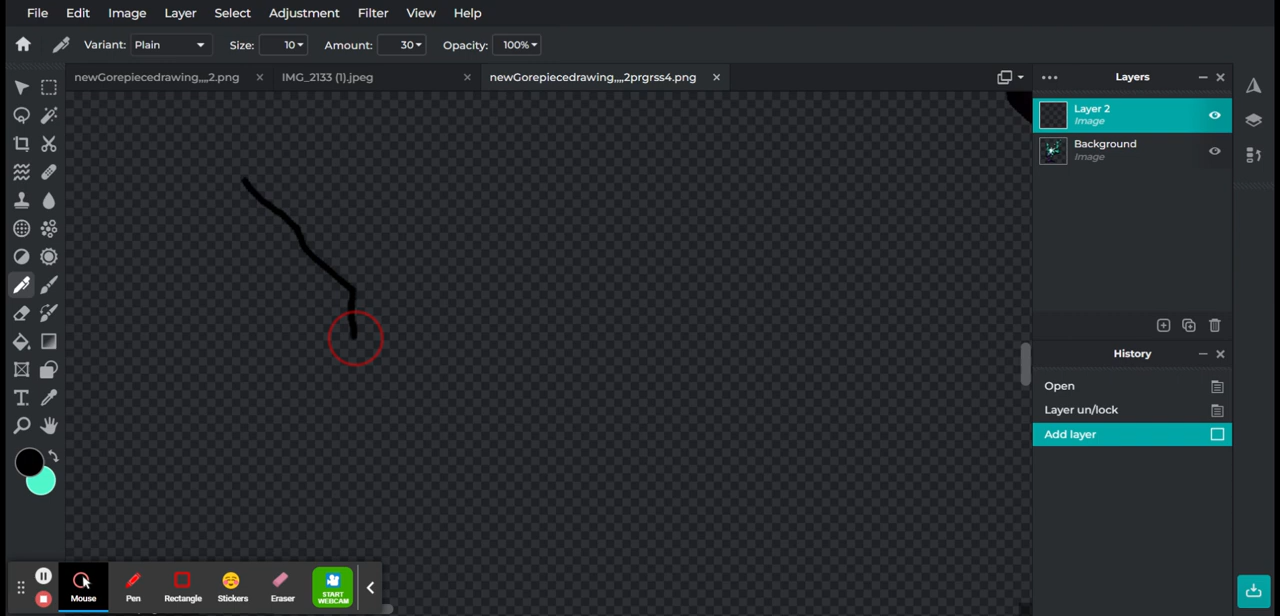 File Edit Image Layer Select Adjustment Filter View Help
Variant: Plain Size: 10 Amount: 30 Opacity: 100%
newGorepiecedrawing,,,,2.png IMG_2133 (1).jpeg newGorepiecedrawing,,,,2prgrss4.png
Layers
Layer 2
Image
Background
Image
History
Open
Layer un/lock
Add layer
Mouse Pen Rectangle Stickers Eraser START
WEBCAM